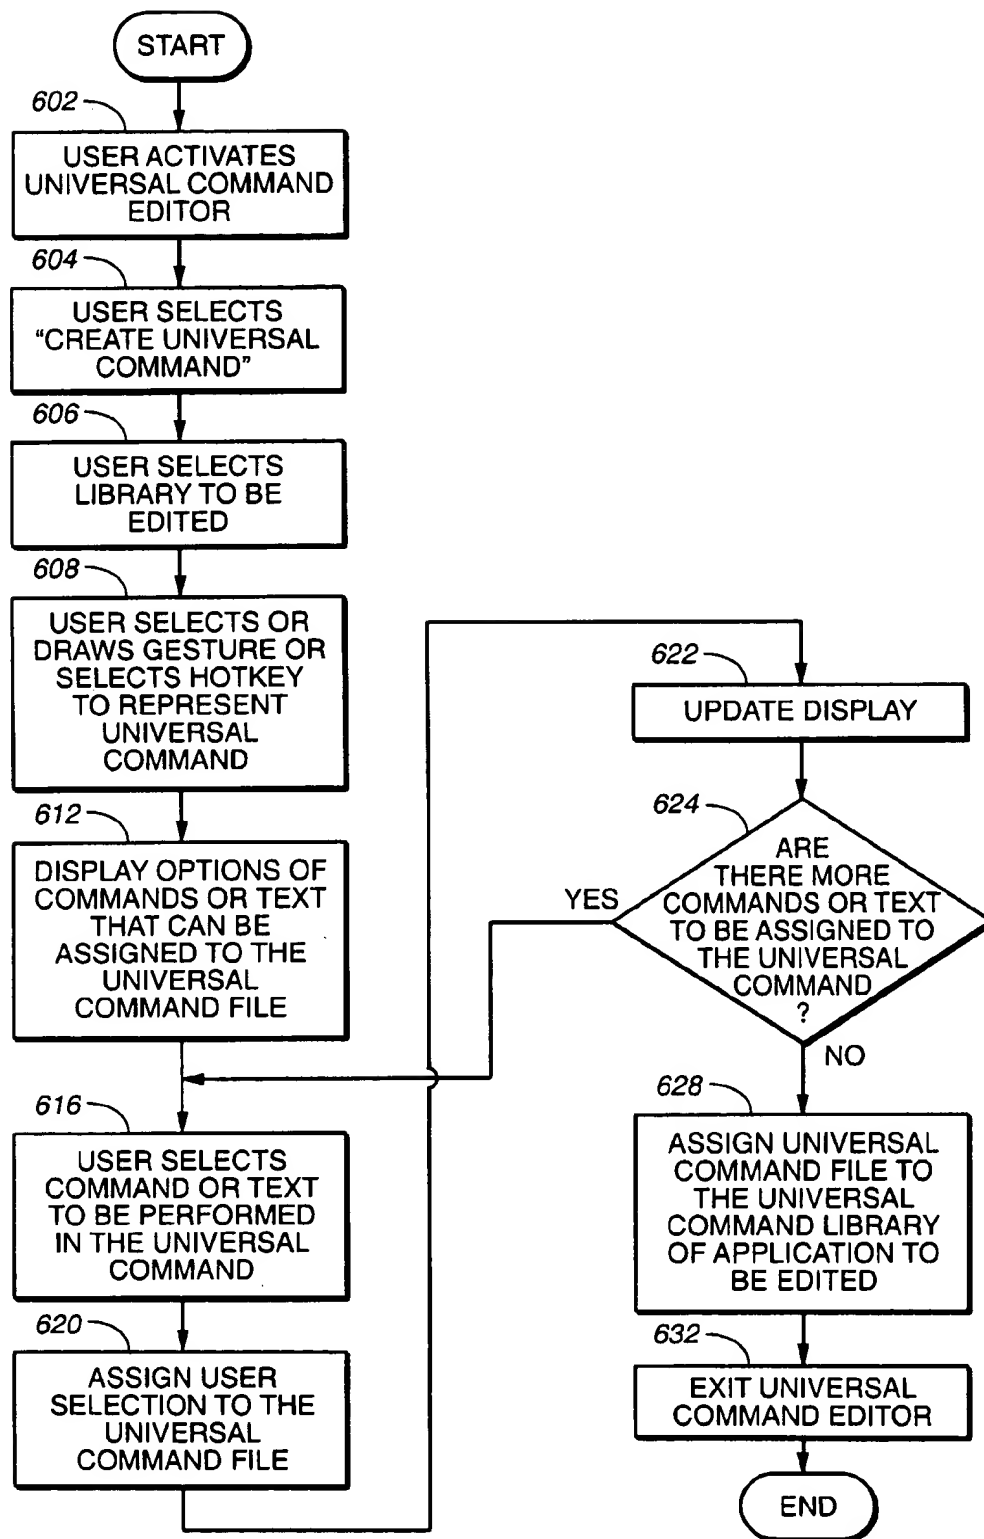 START
602
USER ACTIVATES
UNIVERSAL COMMAND
EDITOR
604
USER SELECTS
“CREATE UNIVERSAL
COMMAND”
606
USER SELECTS
LIBRARY TO BE
EDITED
608
USER SELECTS OR
DRAWS GESTURE OR
SELECTS HOTKEY
TO REPRESENT
UNIVERSAL
COMMAND
612
DISPLAY OPTIONS OF
COMMANDS OR TEXT
THAT CAN BE
ASSIGNED TO THE
UNIVERSAL
COMMAND FILE
616
USER SELECTS
COMMAND OR TEXT
TO BE PERFORMED
IN THE UNIVERSAL
COMMAND
620
ASSIGN USER
SELECTION TO THE
UNIVERSAL
COMMAND FILE
622
UPDATE DISPLAY
624
ARE
THERE MORE
COMMANDS OR TEXT
TO BE ASSIGNED TO
THE UNIVERSAL
COMMAND
?
YES
NO
628
ASSIGN UNIVERSAL
COMMAND FILE TO
THE UNIVERSAL
COMMAND LIBRARY
OF APPLICATION TO
BE EDITED
632
EXIT UNIVERSAL
COMMAND EDITOR
END